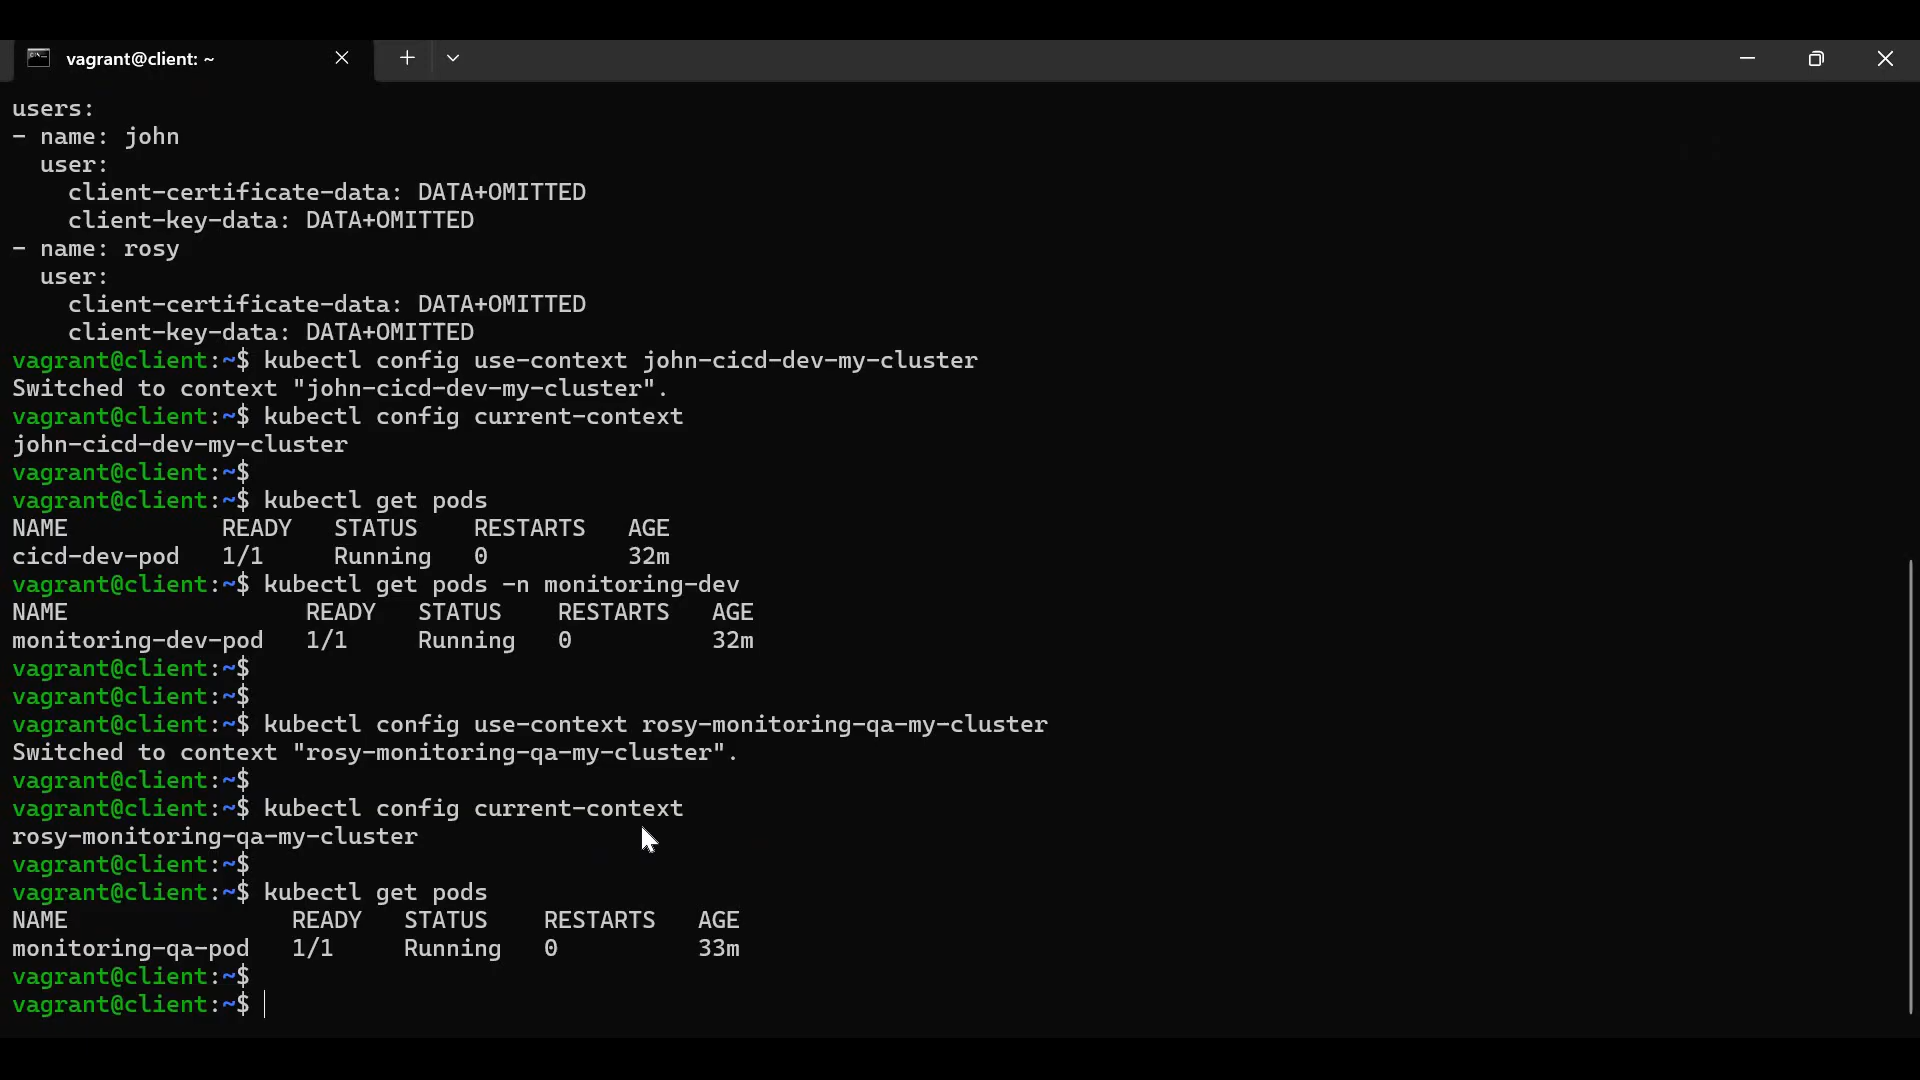 vagrant@client: ~
users:
- name: john
  user:
    client-certificate-data: DATA+OMITTED
    client-key-data: DATA+OMITTED
- name: rosy
  user:
    client-certificate-data: DATA+OMITTED
    client-key-data: DATA+OMITTED
vagrant@client:~$ kubectl config use-context john-cicd-dev-my-cluster
Switched to context "john-cicd-dev-my-cluster".
vagrant@client:~$ kubectl config current-context
john-cicd-dev-my-cluster
vagrant@client:~$
vagrant@client:~$ kubectl get pods
NAME           READY   STATUS    RESTARTS   AGE
cicd-dev-pod   1/1     Running   0          32m
vagrant@client:~$ kubectl get pods -n monitoring-dev
NAME                 READY   STATUS    RESTARTS   AGE
monitoring-dev-pod   1/1     Running   0          32m
vagrant@client:~$
vagrant@client:~$
vagrant@client:~$ kubectl config use-context rosy-monitoring-qa-my-cluster
Switched to context "rosy-monitoring-qa-my-cluster".
vagrant@client:~$
vagrant@client:~$ kubectl config current-context
rosy-monitoring-qa-my-cluster
vagrant@client:~$
vagrant@client:~$ kubectl get pods
NAME                READY   STATUS    RESTARTS   AGE
monitoring-qa-pod   1/1     Running   0          33m
vagrant@client:~$
vagrant@client:~$